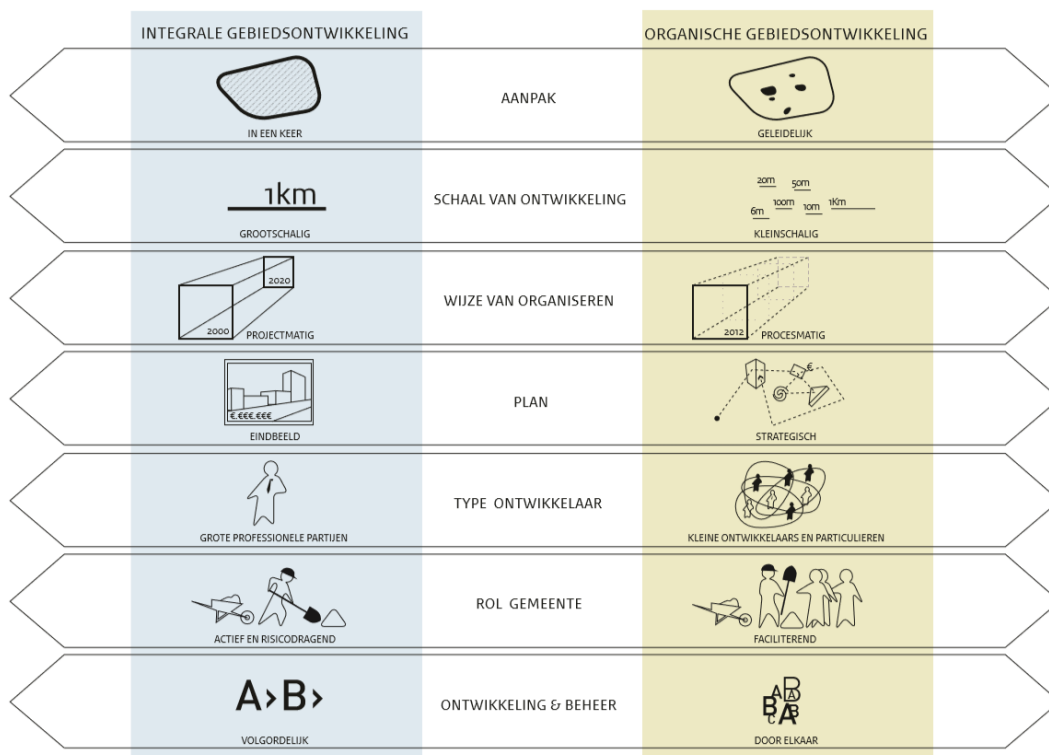 INTEGRALE GEBIEDSONTWIKKELING
ORGANISCHE GEBIEDSONTWIKKELING
AANPAK
IN EEN KEER
GELEIDELIJK
1km
SCHAAL VAN ONTWIKKELING
20m 50m
6m 100m 10m 1Km
GROOTSCHALIG
KLEINSCHALIG
2020
2000
WIJZE VAN ORGANISEREN
2012
PROJECTMATIG
PROCESMATIG
€.€€€.€€€
PLAN
€
EINDBEELD
STRATEGISCH
TYPE ONTWIKKELAAR
GROTE PROFESSIONELE PARTIJEN
KLEINE ONTWIKKELAARS EN PARTICULIEREN
ROL GEMEENTE
ACTIEF EN RISICODRAGEND
FACILITEREND
A›B›
ONTWIKKELING & BEHEER
A B A
B A B
C
VOLGORDELIJK
DOOR ELKAAR